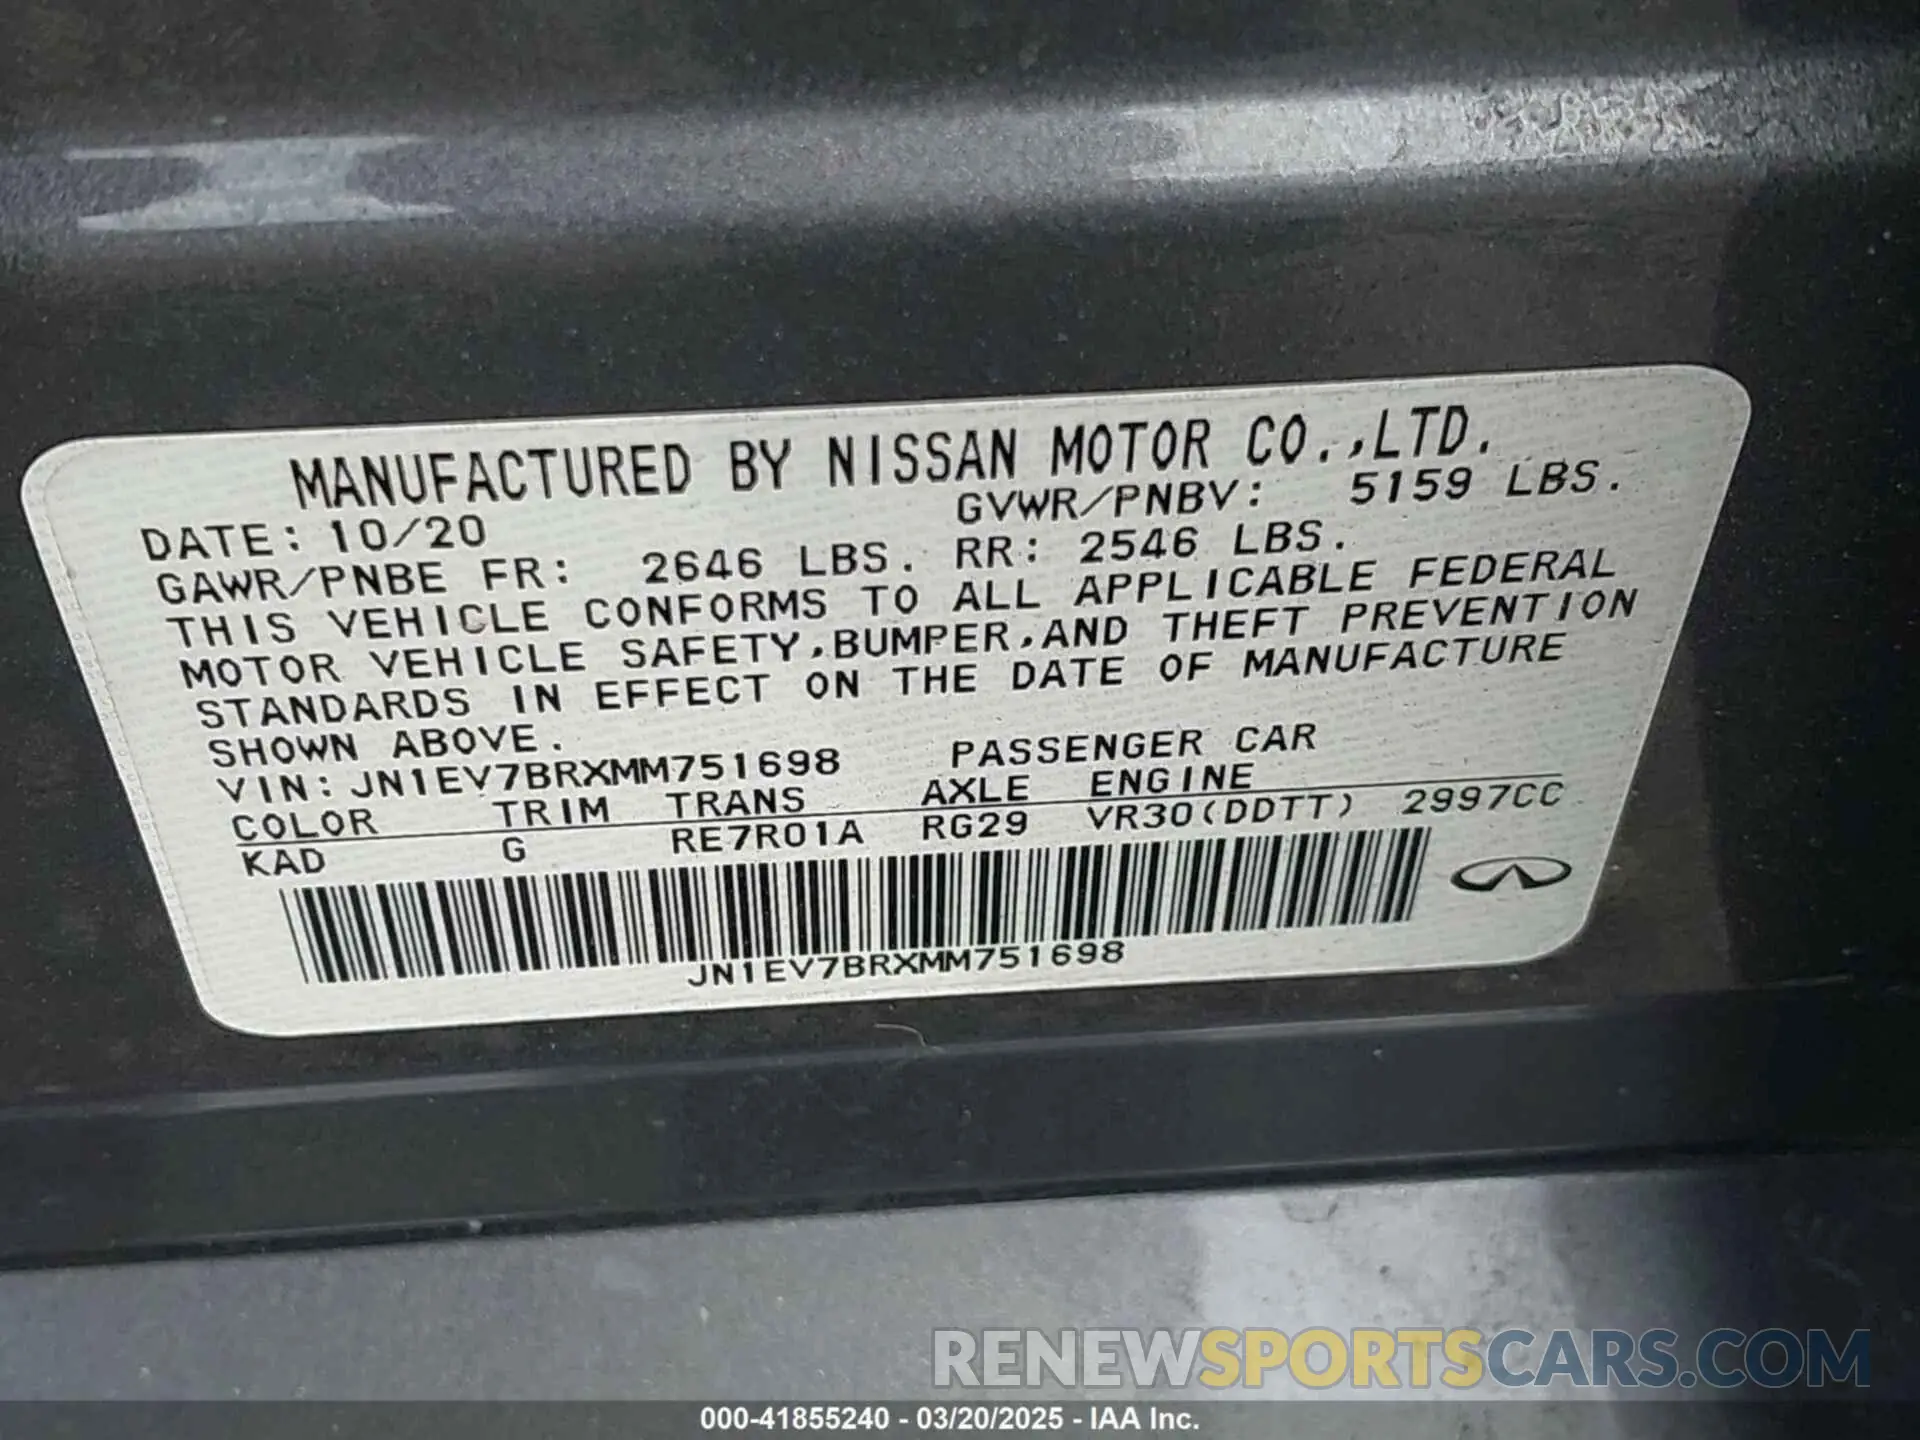 MANUFACTURED BY NISSAN MOTOR CO.,LTD.
DATE: 10/20 GVWR/PNBV: 5159 LBS.
GAWR/PNBE FR: 2646 LBS. RR: 2546 LBS.
THIS VEHICLE CONFORMS TO ALL APPLICABLE FEDERAL
MOTOR VEHICLE SAFETY,BUMPER,AND THEFT PREVENTION
STANDARDS IN EFFECT ON THE DATE OF MANUFACTURE
SHOWN ABOVE.
VIN: JN1EV7BRXMM751698 PASSENGER CAR
COLOR TRIM TRANS AXLE ENGINE
KAD G RE7R01A RG29 VR30(DDTT) 2997CC
JN1EV7BRXMM751698
RENEWSPORTSCARS.COM
000-41855240 - 03/20/2025 - IAA Inc.